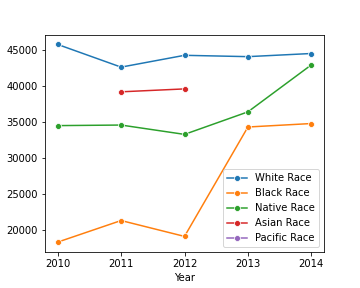 45000
40000
35000
30000
25000
20000
White Race
Black Race
Native Race
Asian Race
Pacific Race
2010 2011 2012 2013 2014
Year